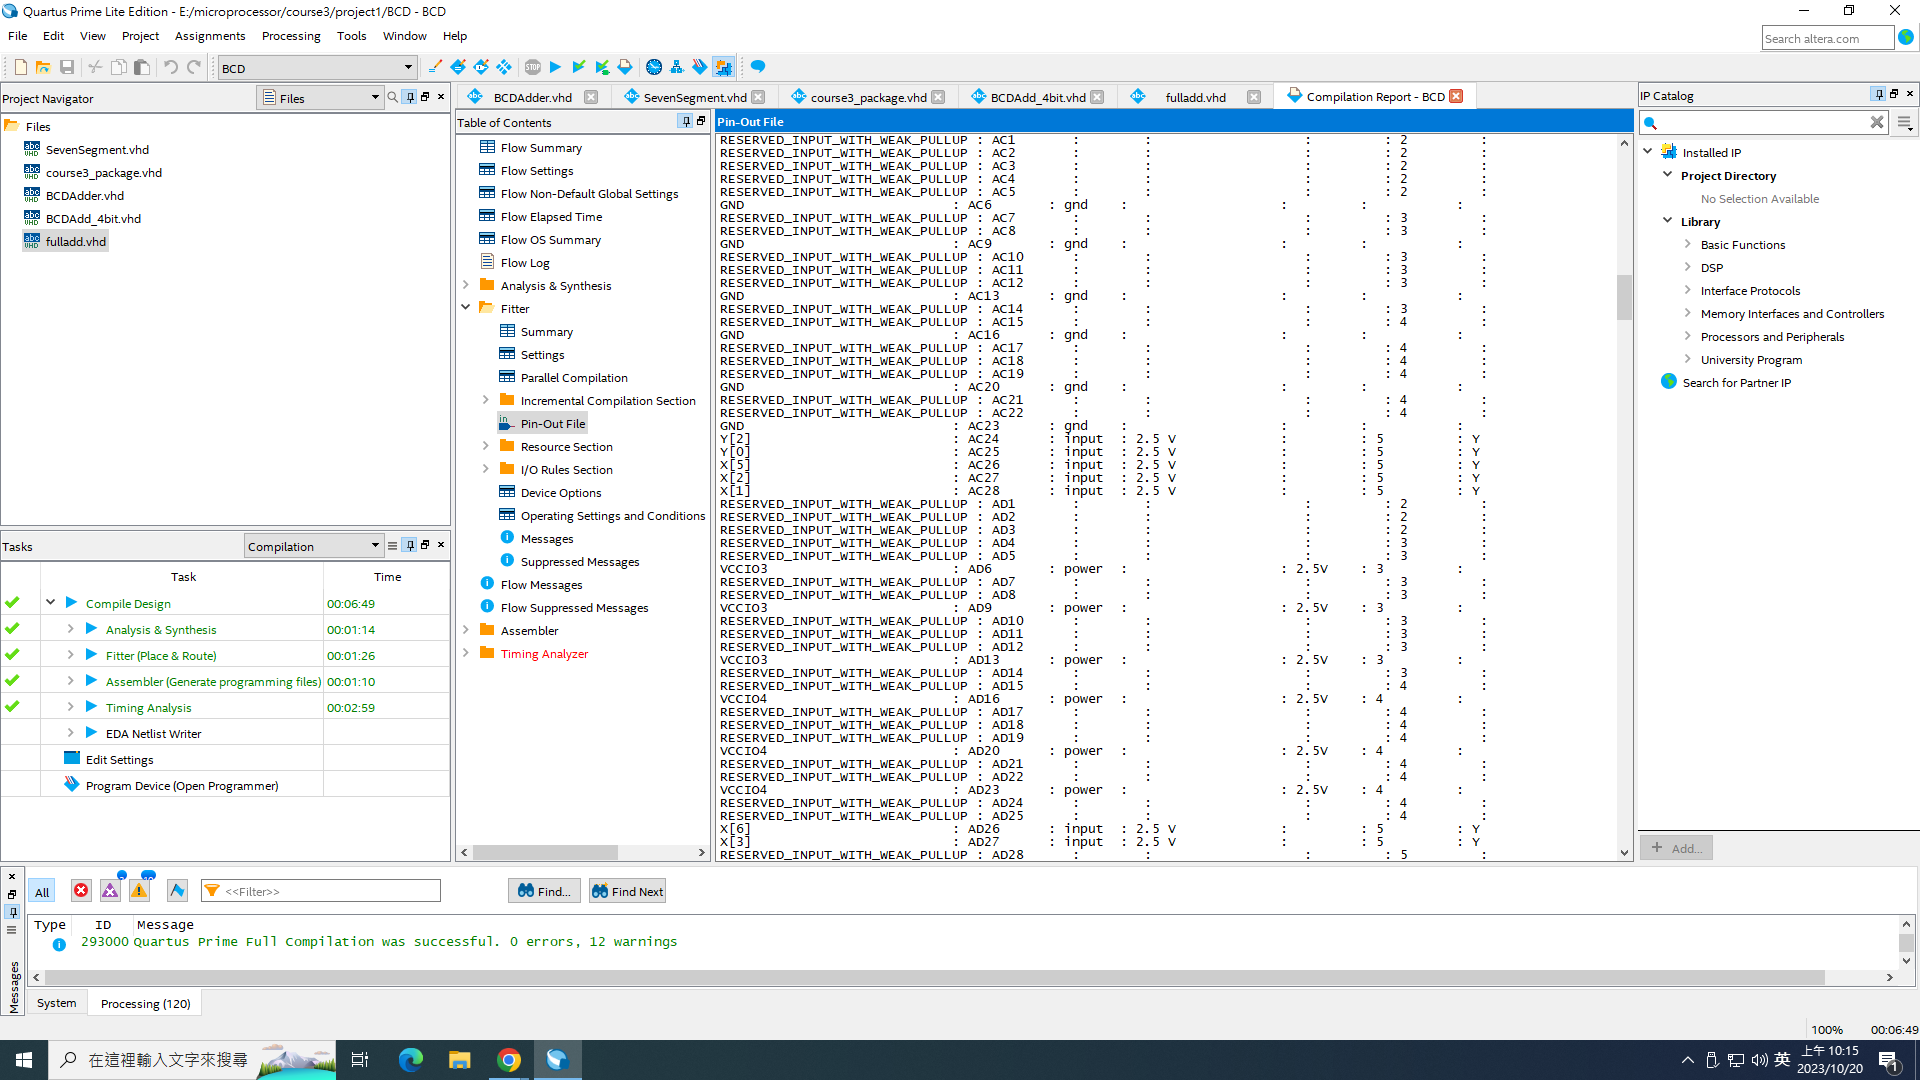 Quartus Prime Lite Edition - E:/microprocessor/course3/project1/BCD - BCD
File Edit View Project Assignments Processing Tools Window Help
Search altera.com
BCD
Project Navigator
Files
Files
SevenSegment.vhd
course3_package.vhd
BCDAdder.vhd
BCDAdd_4bit.vhd
fulladd.vhd
Tasks
Compilation
Task Time
Compile Design 00:06:49
Analysis & Synthesis 00:01:14
Fitter (Place & Route) 00:01:26
Assembler (Generate programming files) 00:01:10
Timing Analysis 00:02:59
EDA Netlist Writer
Edit Settings
Program Device (Open Programmer)
BCDAdder.vhd SevenSegment.vhd course3_package.vhd BCDAdd_4bit.vhd fulladd.vhd Compilation Report - BCD
Table of Contents
Flow Summary
Flow Settings
Flow Non-Default Global Settings
Flow Elapsed Time
Flow OS Summary
Flow Log
Analysis & Synthesis
Fitter
Summary
Settings
Parallel Compilation
Incremental Compilation Section
Pin-Out File
Resource Section
I/O Rules Section
Device Options
Operating Settings and Conditions
Messages
Suppressed Messages
Flow Messages
Flow Suppressed Messages
Assembler
Timing Analyzer
Pin-Out File
RESERVED_INPUT_WITH_WEAK_PULLUP : AC1 : : : : 2 :
RESERVED_INPUT_WITH_WEAK_PULLUP : AC2 : : : : 2 :
RESERVED_INPUT_WITH_WEAK_PULLUP : AC3 : : : : 2 :
RESERVED_INPUT_WITH_WEAK_PULLUP : AC4 : : : : 2 :
RESERVED_INPUT_WITH_WEAK_PULLUP : AC5 : : : : 2 :
GND : AC6 : gnd : : : :
RESERVED_INPUT_WITH_WEAK_PULLUP : AC7 : : : : 3 :
RESERVED_INPUT_WITH_WEAK_PULLUP : AC8 : : : : 3 :
GND : AC9 : gnd : : : :
RESERVED_INPUT_WITH_WEAK_PULLUP : AC10 : : : : 3 :
RESERVED_INPUT_WITH_WEAK_PULLUP : AC11 : : : : 3 :
RESERVED_INPUT_WITH_WEAK_PULLUP : AC12 : : : : 3 :
GND : AC13 : gnd : : : :
RESERVED_INPUT_WITH_WEAK_PULLUP : AC14 : : : : 3 :
RESERVED_INPUT_WITH_WEAK_PULLUP : AC15 : : : : 4 :
GND : AC16 : gnd : : : :
RESERVED_INPUT_WITH_WEAK_PULLUP : AC17 : : : : 4 :
RESERVED_INPUT_WITH_WEAK_PULLUP : AC18 : : : : 4 :
RESERVED_INPUT_WITH_WEAK_PULLUP : AC19 : : : : 4 :
GND : AC20 : gnd : : : :
RESERVED_INPUT_WITH_WEAK_PULLUP : AC21 : : : : 4 :
RESERVED_INPUT_WITH_WEAK_PULLUP : AC22 : : : : 4 :
GND : AC23 : gnd : : : :
Y[2] : AC24 : input : 2.5 V : : 5 : Y
Y[0] : AC25 : input : 2.5 V : : 5 : Y
X[5] : AC26 : input : 2.5 V : : 5 : Y
X[2] : AC27 : input : 2.5 V : : 5 : Y
X[1] : AC28 : input : 2.5 V : : 5 : Y
RESERVED_INPUT_WITH_WEAK_PULLUP : AD1 : : : : 2 :
RESERVED_INPUT_WITH_WEAK_PULLUP : AD2 : : : : 2 :
RESERVED_INPUT_WITH_WEAK_PULLUP : AD3 : : : : 2 :
RESERVED_INPUT_WITH_WEAK_PULLUP : AD4 : : : : 3 :
RESERVED_INPUT_WITH_WEAK_PULLUP : AD5 : : : : 3 :
VCCIO3 : AD6 : power : : 2.5V : 3 :
RESERVED_INPUT_WITH_WEAK_PULLUP : AD7 : : : : 3 :
RESERVED_INPUT_WITH_WEAK_PULLUP : AD8 : : : : 3 :
VCCIO3 : AD9 : power : : 2.5V : 3 :
RESERVED_INPUT_WITH_WEAK_PULLUP : AD10 : : : : 3 :
RESERVED_INPUT_WITH_WEAK_PULLUP : AD11 : : : : 3 :
RESERVED_INPUT_WITH_WEAK_PULLUP : AD12 : : : : 3 :
VCCIO3 : AD13 : power : : 2.5V : 3 :
RESERVED_INPUT_WITH_WEAK_PULLUP : AD14 : : : : 3 :
RESERVED_INPUT_WITH_WEAK_PULLUP : AD15 : : : : 4 :
VCCIO4 : AD16 : power : : 2.5V : 4 :
RESERVED_INPUT_WITH_WEAK_PULLUP : AD17 : : : : 4 :
RESERVED_INPUT_WITH_WEAK_PULLUP : AD18 : : : : 4 :
RESERVED_INPUT_WITH_WEAK_PULLUP : AD19 : : : : 4 :
VCCIO4 : AD20 : power : : 2.5V : 4 :
RESERVED_INPUT_WITH_WEAK_PULLUP : AD21 : : : : 4 :
RESERVED_INPUT_WITH_WEAK_PULLUP : AD22 : : : : 4 :
VCCIO4 : AD23 : power : : 2.5V : 4 :
RESERVED_INPUT_WITH_WEAK_PULLUP : AD24 : : : : 4 :
RESERVED_INPUT_WITH_WEAK_PULLUP : AD25 : : : : 4 :
X[6] : AD26 : input : 2.5 V : : 5 : Y
X[3] : AD27 : input : 2.5 V : : 5 : Y
RESERVED_INPUT_WITH_WEAK_PULLUP : AD28 : : : : 5 :
IP Catalog
Installed IP
Project Directory
No Selection Available
Library
Basic Functions
DSP
Interface Protocols
Memory Interfaces and Controllers
Processors and Peripherals
University Program
Search for Partner IP
+ Add...
Messages
All
<<Filter>>
Find...
Find Next
Type ID Message
293000 Quartus Prime Full Compilation was successful. 0 errors, 12 warnings
System Processing (120)
100% 00:06:49
在這裡輸入文字來搜尋
英
上午 10:15
2023/10/20
1